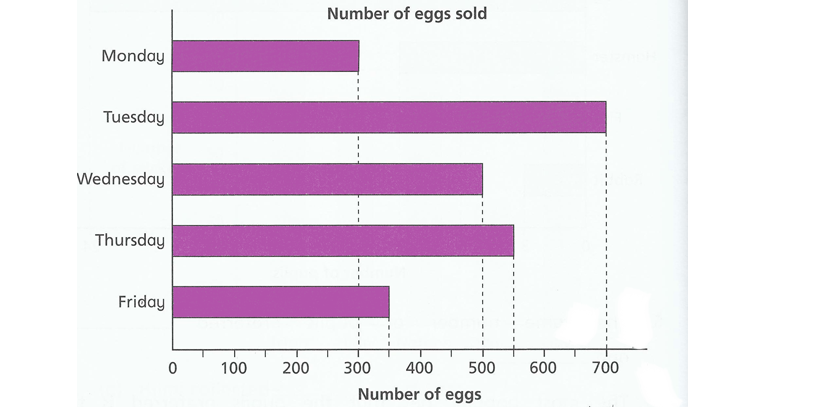 Number of eggs sold
Monday
Tuesday
Wednesday
Thursday
Friday
0 100 200 300 400 500 600 700
Number of eggs